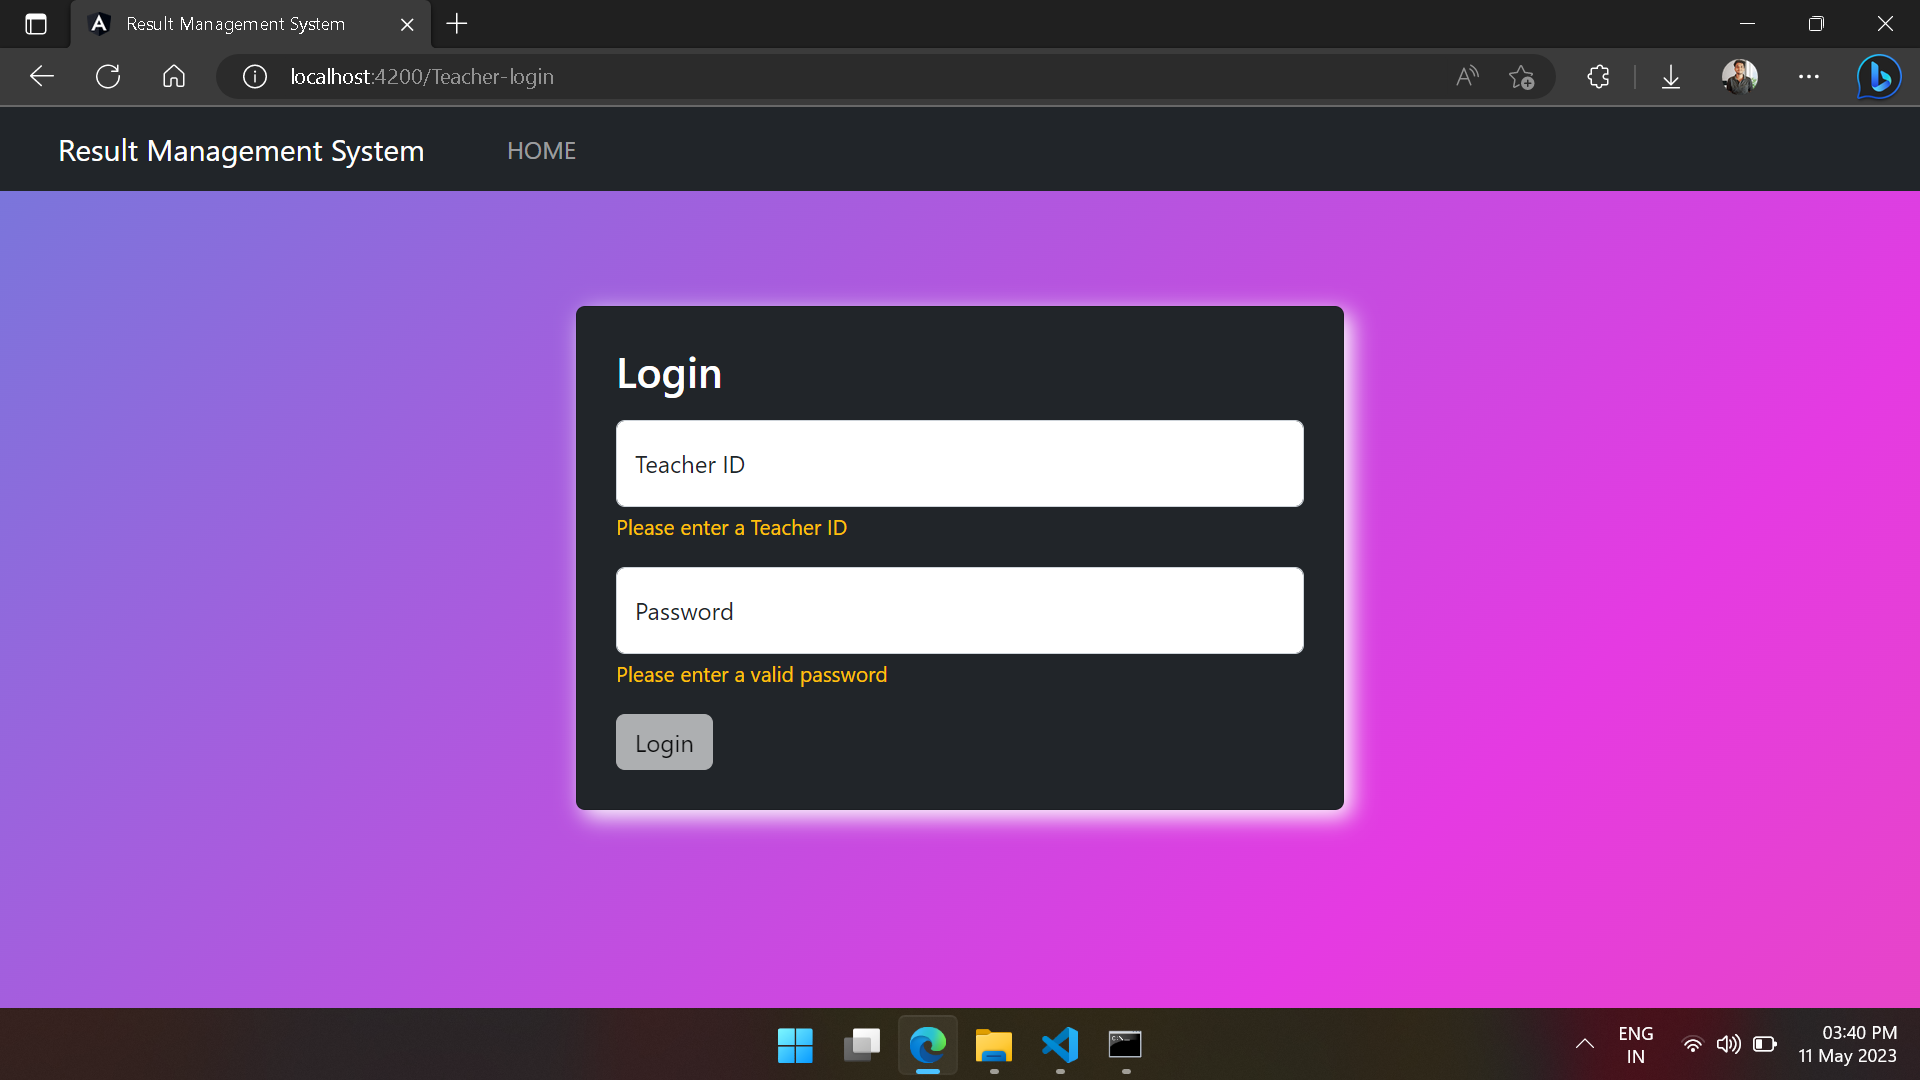 Result Management System
localhost:4200/Teacher-login
Result Management System HOME
Login
Teacher ID
Please enter a Teacher ID
Password
Please enter a valid password
Login
ENG
IN
03:40 PM
11 May 2023